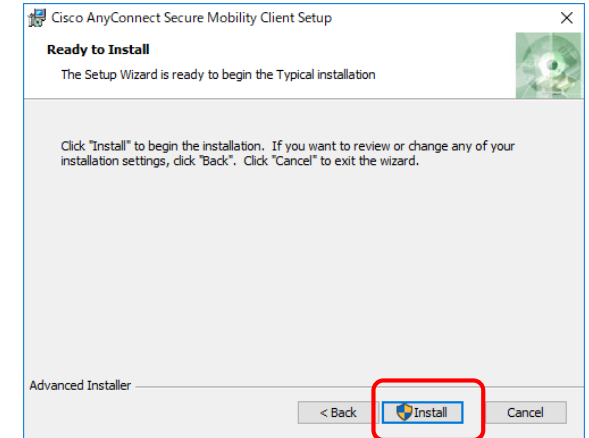 Cisco AnyConnect Secure Mobility Client Setup
Ready to Install
The Setup Wizard is ready to begin the Typical installation
Click "Install" to begin the installation.  If you want to review or change any of your
installation settings, click "Back".  Click "Cancel" to exit the wizard.
Advanced Installer
< Back
Install
Cancel